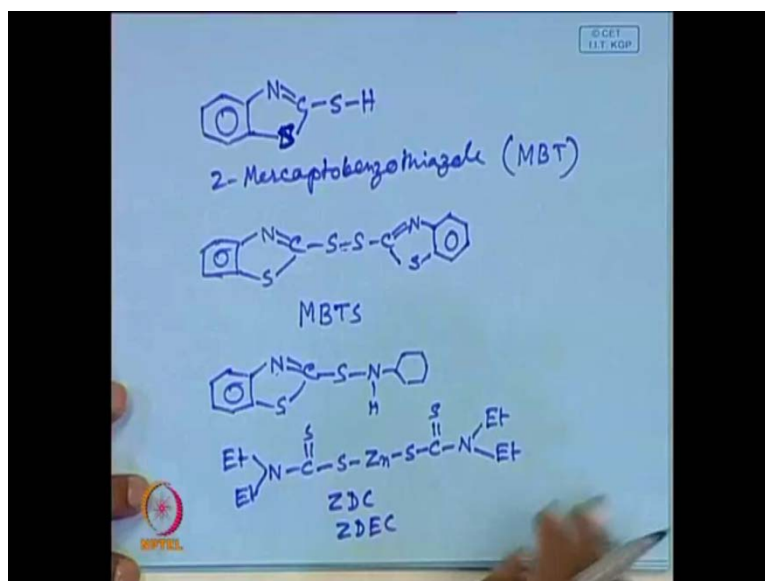 © CET
I.I.T. KGP
N=C-S-H
S
2-Mercaptobenzothiazole (MBT)
N=C-S-S-C=N
S S
MBTS
N=C-S-N
S H
S S
Et Et
N-C-S-Zn-S-C-N
Et Et
ZDC
ZDEC
NPTEL